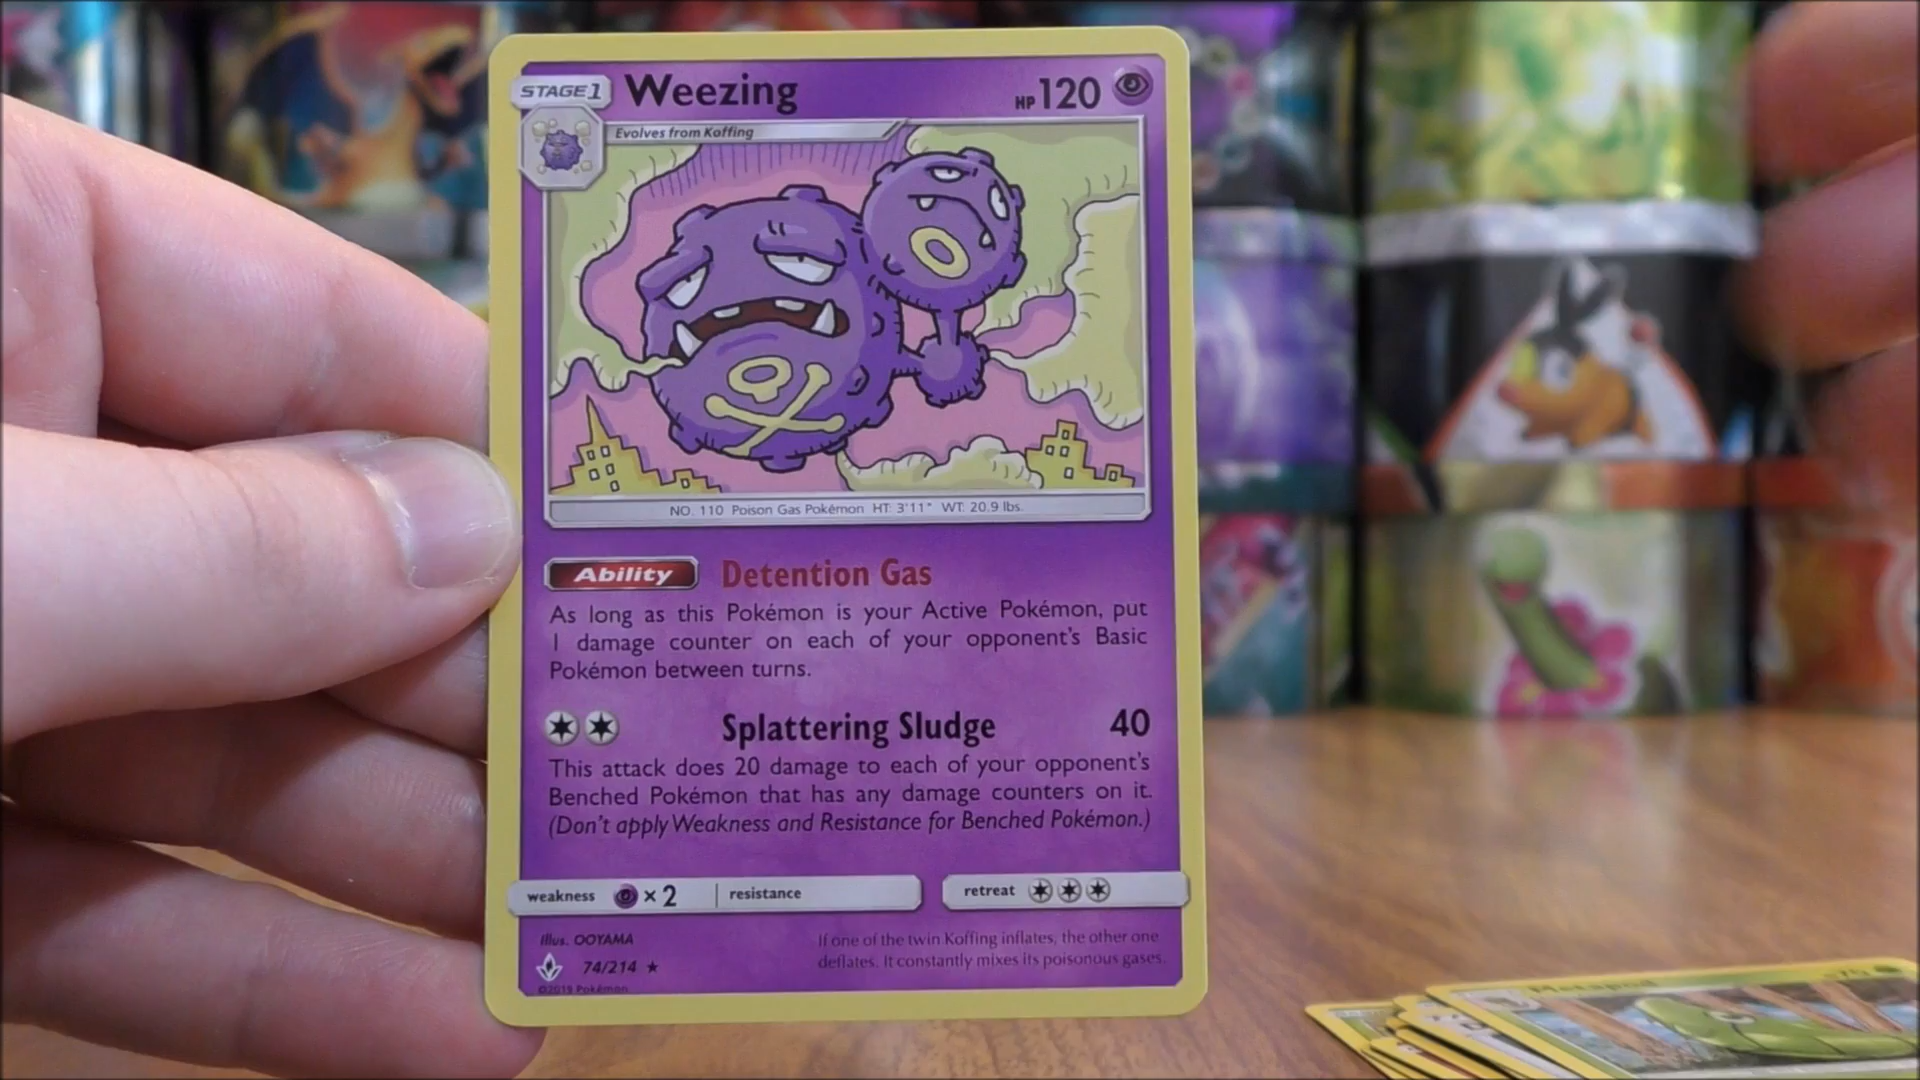 STAGE 1 Weezing HP 120
Evolves from Koffing
NO. 110 Poison Gas Pokémon HT: 3'11" WT: 20.9 lbs.
Ability Detention Gas
As long as this Pokémon is your Active Pokémon, put
1 damage counter on each of your opponent's Basic
Pokémon between turns.
Splattering Sludge 40
This attack does 20 damage to each of your opponent's
Benched Pokémon that has any damage counters on it.
(Don't apply Weakness and Resistance for Benched Pokémon.)
weakness × 2 resistance retreat
Illus. OOYAMA
74/214 ★
©2019 Pokémon
If one of the twin Koffing inflates, the other one
deflates. It constantly mixes its poisonous gases.
Metapod